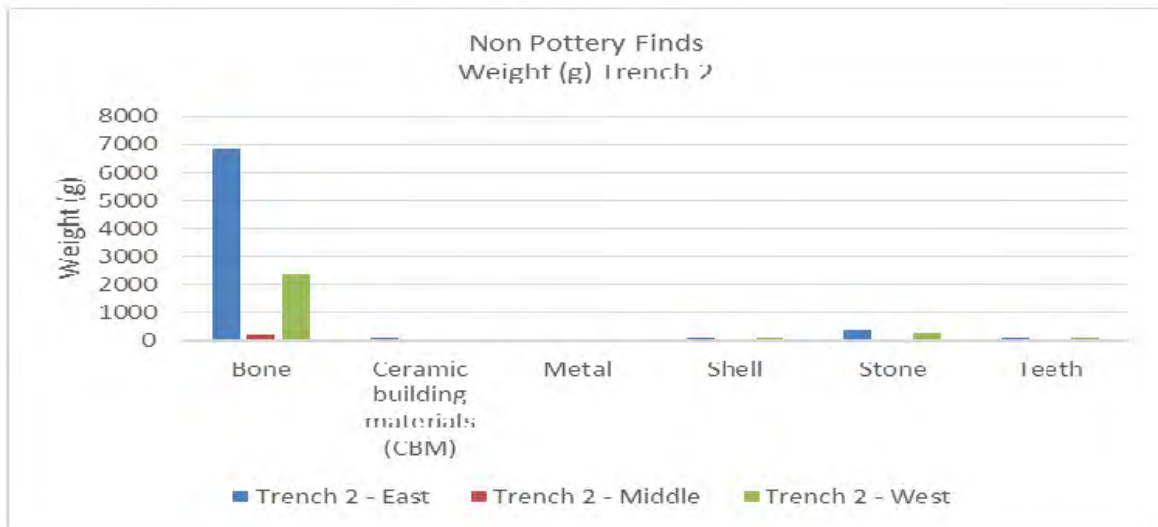 Non Pottery Finds
Weight (g) Trench 2
Weight (g)
8000
7000
6000
5000
4000
3000
2000
1000
0
Bone
Ceramic
building
materials
(CBM)
Metal
Shell
Stone
Teeth
Trench 2 - East
Trench 2 - Middle
Trench 2 - West